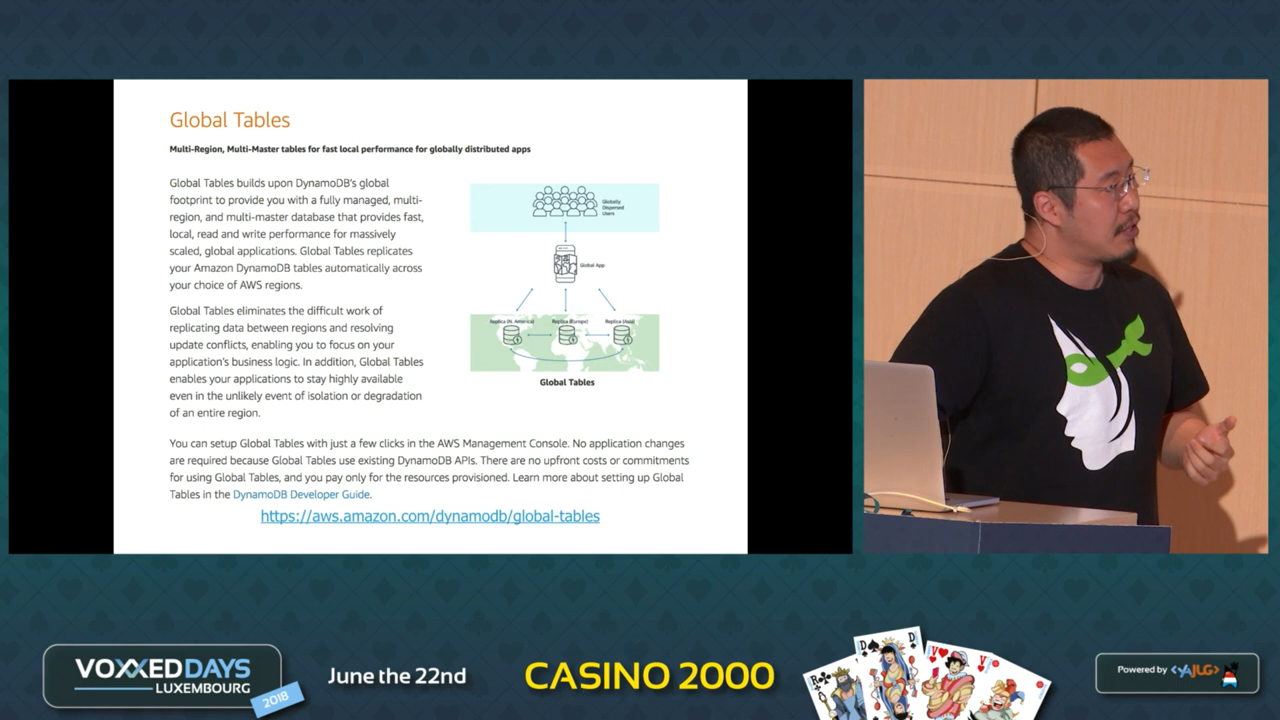 Global Tables
Multi-Region, Multi-Master tables for fast local performance for globally distributed apps
Global Tables builds upon DynamoDB's global
footprint to provide you with a fully managed, multi-
region, and multi-master database that provides fast,
local, read and write performance for massively
scaled, global applications. Global Tables replicates
your Amazon DynamoDB tables automatically across
your choice of AWS regions.
Global Tables eliminates the difficult work of
replicating data between regions and resolving
update conflicts, enabling you to focus on your
application's business logic. In addition, Global Tables
enables your applications to stay highly available
even in the unlikely event of isolation or degradation
of an entire region.
Globally
Dispersed
Users
Global App
Replica (N. America)
Replica (Europe)
Replica (Asia)
Global Tables
You can setup Global Tables with just a few clicks in the AWS Management Console. No application changes
are required because Global Tables use existing DynamoDB APIs. There are no upfront costs or commitments
for using Global Tables, and you pay only for the resources provisioned. Learn more about setting up Global
Tables in the DynamoDB Developer Guide.
https://aws.amazon.com/dynamodb/global-tables
VOXXED DAYS
LUXEMBOURG
2018
June the 22nd
CASINO 2000
R
D
D
V
V
Powered by <YAJUG>